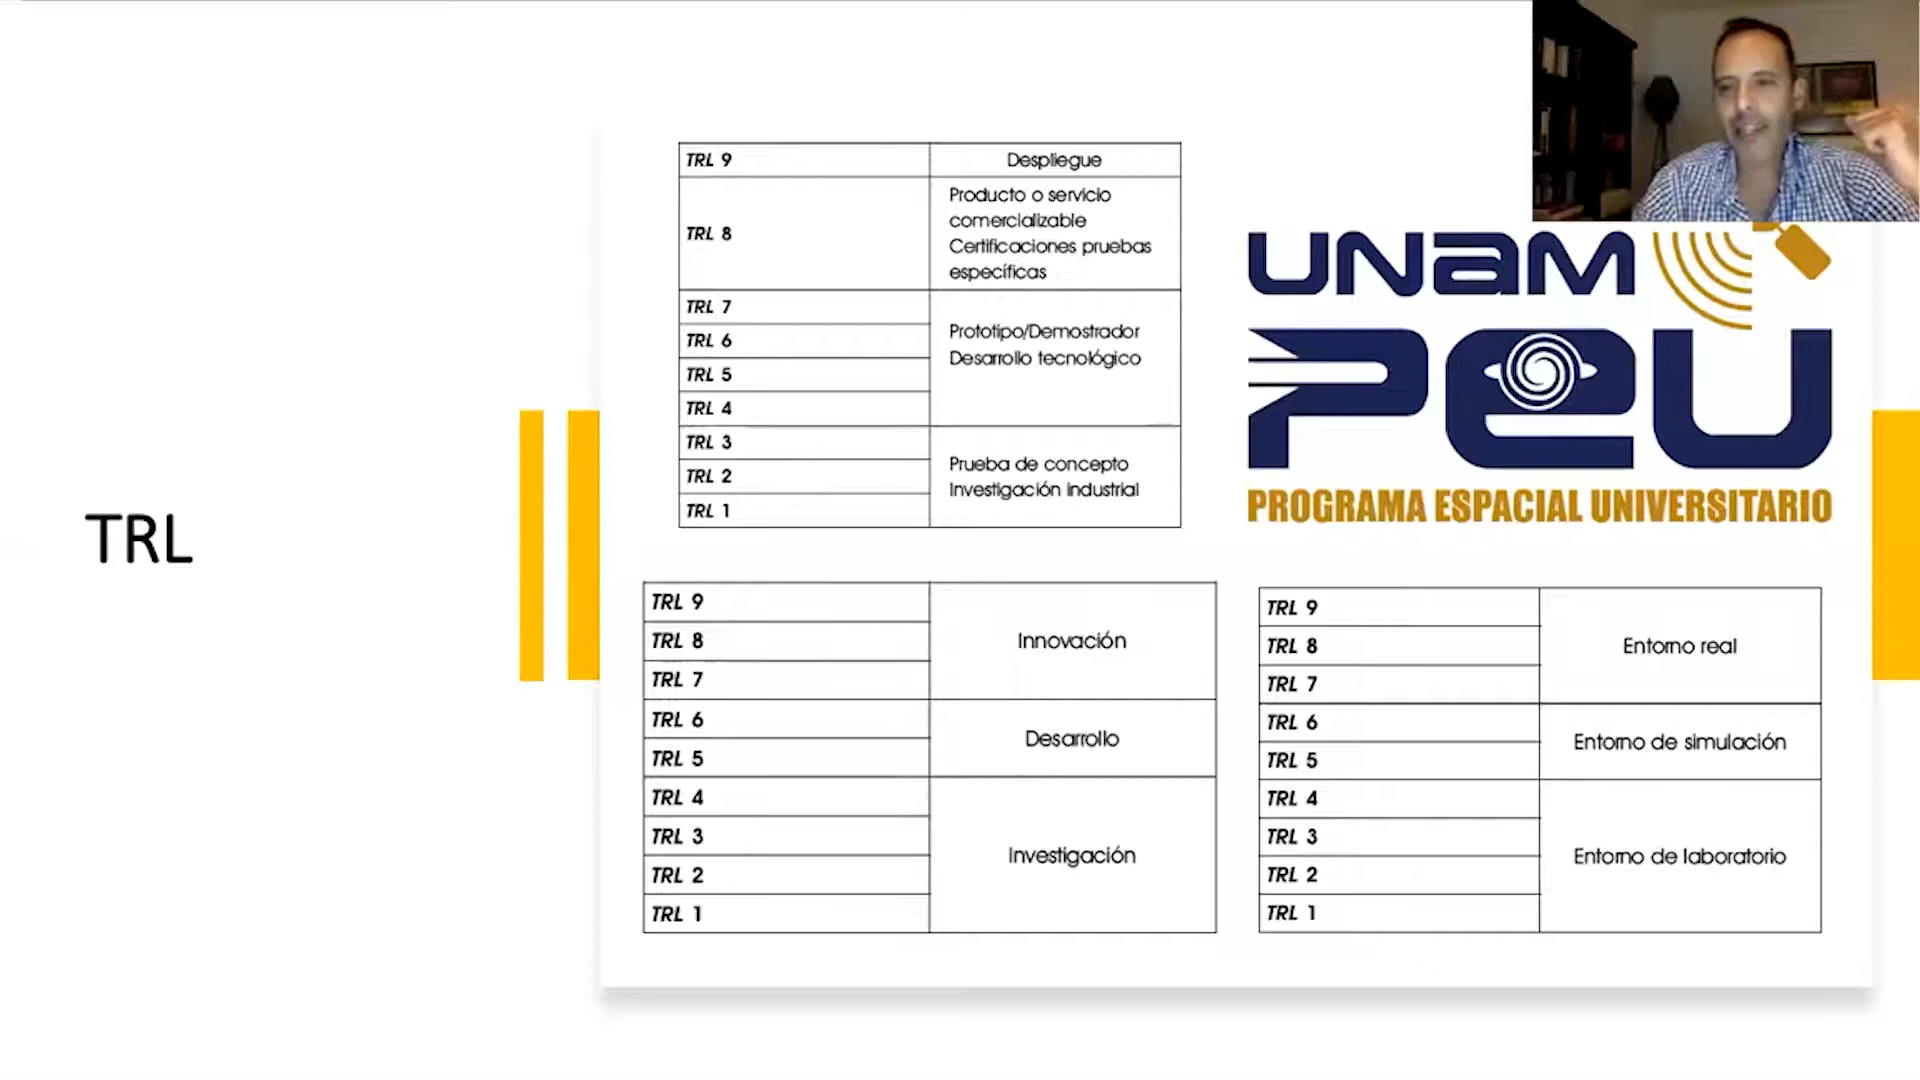 TRL
TRL 9
Despliegue
TRL 8
Producto o servicio
comercializable
Certificaciones pruebas
específicas
TRL 7
TRL 6
TRL 5
TRL 4
Prototipo/Demostrador
Desarrollo tecnológico
TRL 3
TRL 2
TRL 1
Prueba de concepto
Investigación industrial
UNAM
PEU
PROGRAMA ESPACIAL UNIVERSITARIO
TRL 9
TRL 8
TRL 7
Innovación
TRL 6
TRL 5
Desarrollo
TRL 4
TRL 3
TRL 2
TRL 1
Investigación
TRL 9
TRL 8
TRL 7
Entorno real
TRL 6
TRL 5
Entorno de simulación
TRL 4
TRL 3
TRL 2
TRL 1
Entorno de laboratorio